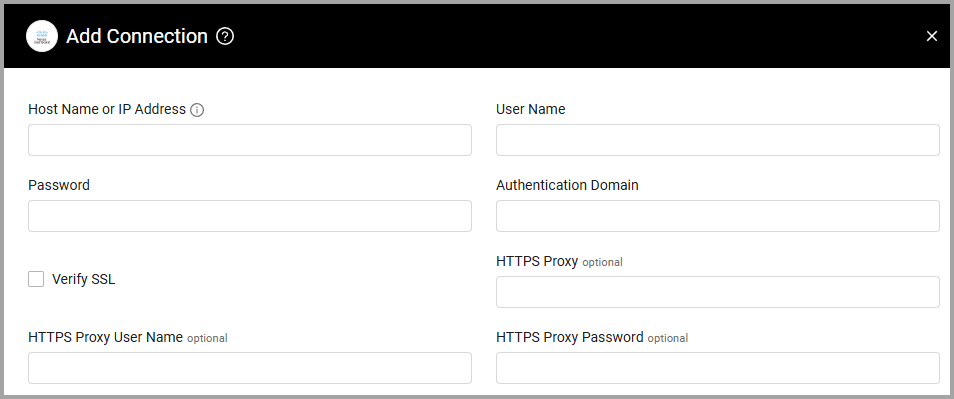 Add Connection
Host Name or IP Address
User Name
Password
Authentication Domain
Verify SSL
HTTPS Proxy optional
HTTPS Proxy User Name optional
HTTPS Proxy Password optional